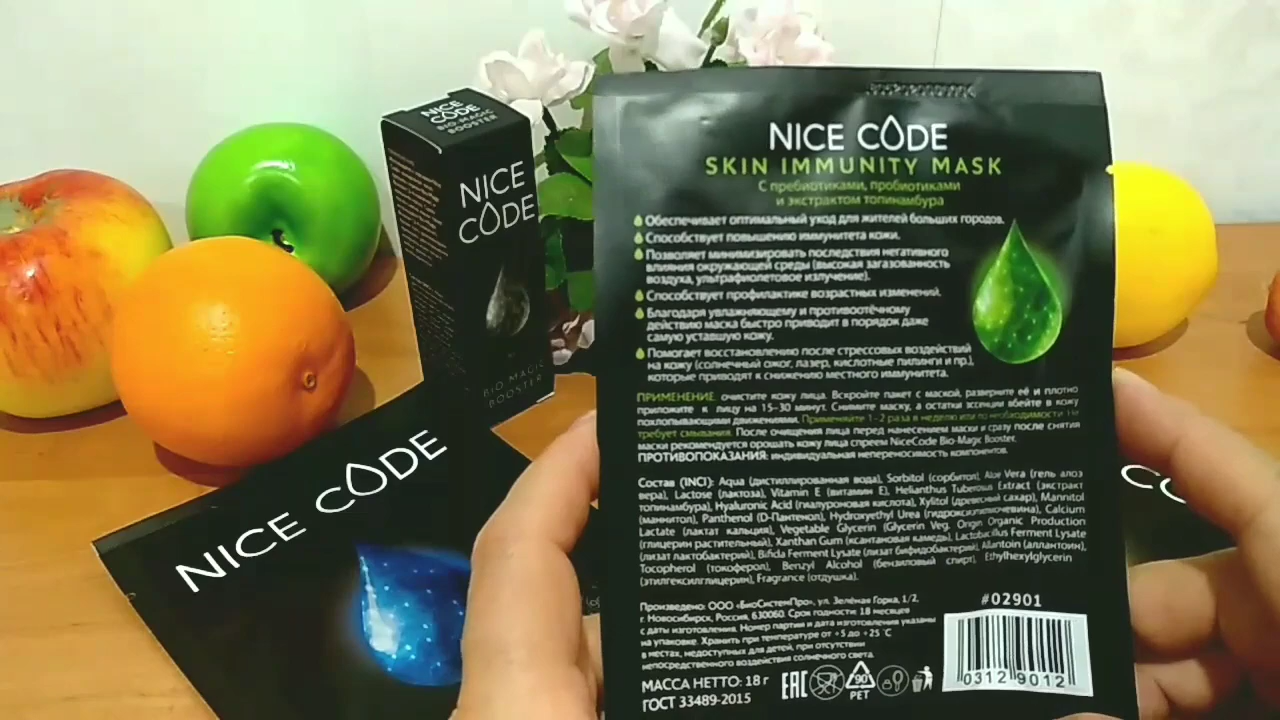 NICE
CODE
BIO-MAGIC
BOOSTER
NICE
CODE
BIO MAGIC
BOOSTER
NICE CODE
NICE CODE
SKIN IMMUNITY MASK
С пребиотиками, пробиотиками
и экстрактом топинамбура
Обеспечивает оптимальный уход для жителей больших городов.
Способствует повышению иммунитета кожи.
Позволяет минимизировать последствия негативного
влияния окружающей среды (высокая загазованность
воздуха, ультрафиолетовое излучение).
Способствует профилактике возрастных изменений.
Благодаря увлажняющему и противоотёчному
действию маска быстро приводит в порядок даже
самую уставшую кожу.
Помогает восстановлению после стрессовых воздействий
на кожу (солнечный ожог, лазер, кислотные пилинги и пр.),
которые приводят к снижению местного иммунитета.
ПРИМЕНЕНИЕ: очистите кожу лица. Вскройте пакет с маской, разверните её и плотно
приложите к лицу на 15-30 минут. Снимите маску, а остатки эссенции вбейте в кожу
похлопывающими движениями. Применяйте 1-2 раза в неделю или по необходимости. Не
требует смывания. После очищения лица перед нанесением маски и сразу после снятия
маски рекомендуется орошать кожу лица спреем NiceCode Bio-Magic Booster.
ПРОТИВОПОКАЗАНИЯ: индивидуальная непереносимость компонентов.
Состав (INCI): Aqua (дистиллированная вода), Sorbitol (сорбитол), Aloe Vera (гель алоэ
вера), Lactose (лактоза), Vitamin E (витамин Е), Helianthus Tuberosus Extract (экстракт
топинамбура), Hyaluronic Acid (гиалуроновая кислота), Xylitol (древесный сахар), Mannitol
(маннитол), Panthenol (D-Пантенол), Hydroxyethyl Urea (гидроксиэтилмочевина), Calcium
Lactate (лактат кальция), Vegetable Glycerin (Glycerin Veg. Origin Organic Production
(глицерин растительный), Xanthan Gum (ксантановая камедь), Lactobacillus Ferment Lysate
(лизат лактобактерий), Bifida Ferment Lysate (лизат бифидобактерий), Allantoin (аллантоин),
Tocopherol (токоферол), Benzyl Alcohol (бензиловый спирт), Ethylhexylglycerin
(этилгексилглицерин), Fragrance (отдушка).
Произведено: ООО «БиоСистемПро», ул. Зелёная Горка, 1/2,
г. Новосибирск, Россия, 630060. Срок годности: 18 месяцев
с даты изготовления. Номер партии и дата изготовления указаны
на упаковке. Хранить при температуре от +5 до +25 °С
в местах, недоступных для детей, при отсутствии
непосредственного воздействия солнечного света.
МАССА НЕТТО: 18 г
ГОСТ 33489-2015
EAC
90
PET
#02901
0312 9012
CO